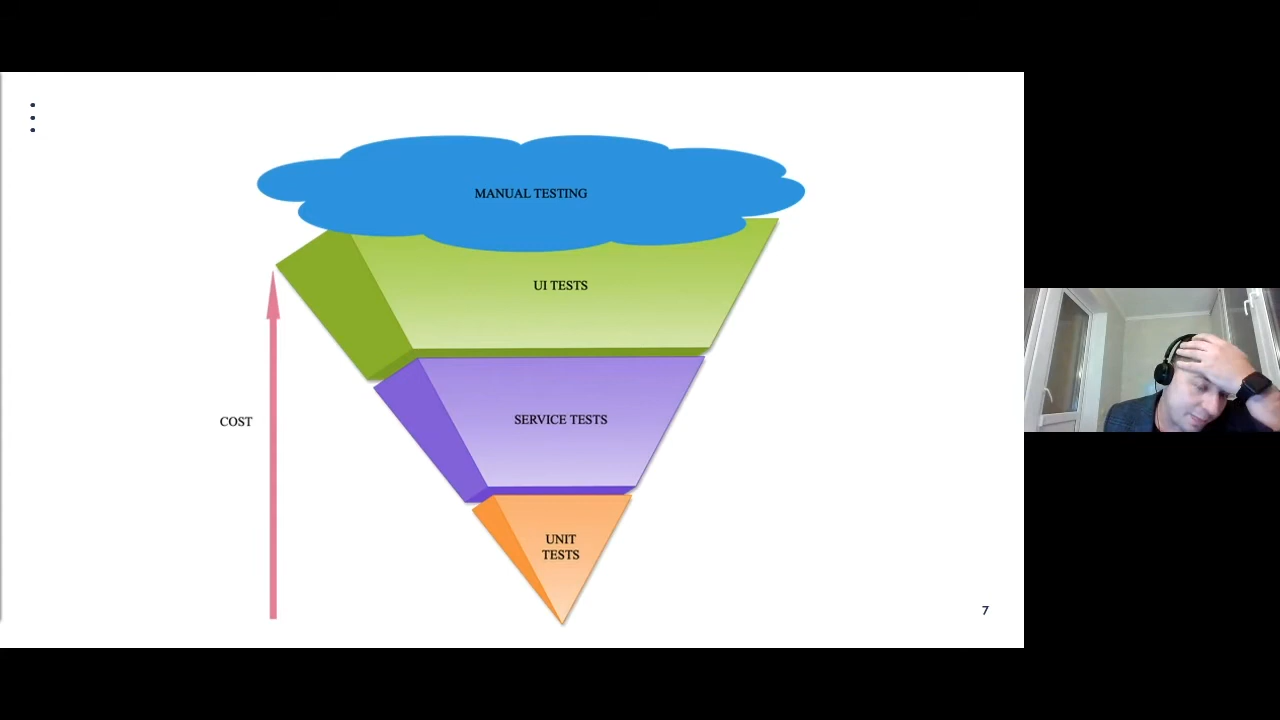 MANUAL TESTING
UI TESTS
COST
SERVICE TESTS
UNIT
TESTS
7